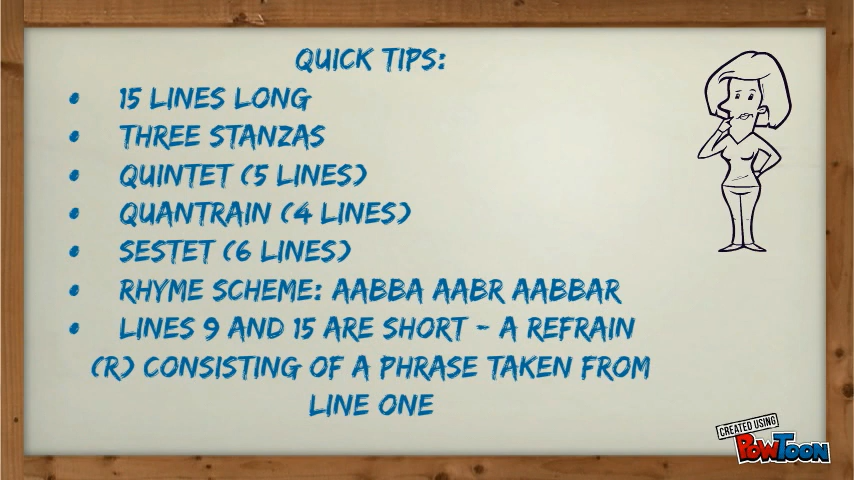 QUICK TIPS:
• 15 LINES LONG
• THREE STANZAS
• QUINTET (5 LINES)
• QUANTRAIN (4 LINES)
• SESTET (6 LINES)
• RHYME SCHEME: AABBA AABR AABBAR
• LINES 9 AND 15 ARE SHORT - A REFRAIN
(R) CONSISTING OF A PHRASE TAKEN FROM
LINE ONE
CREATED USING
POWTOON